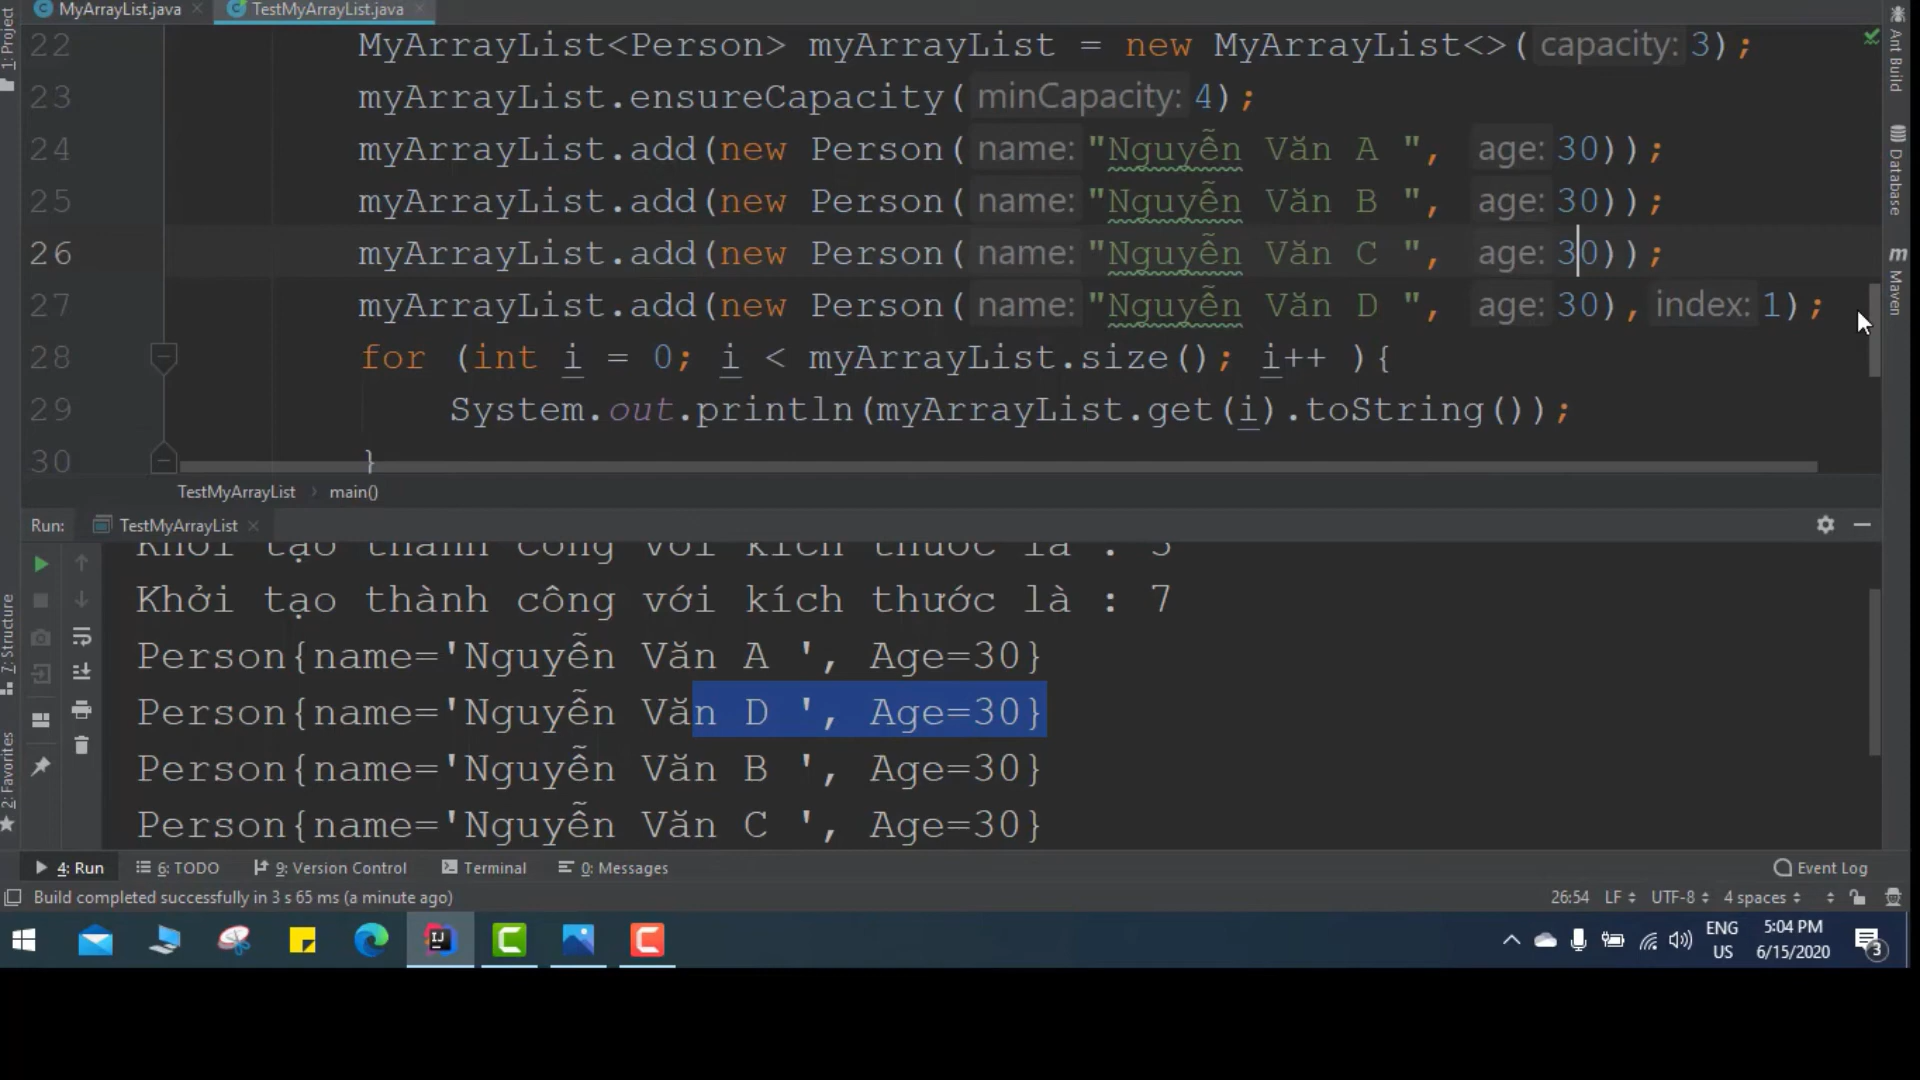 MyArrayList.java
TestMyArrayList.java
1: Project
22 MyArrayList<Person> myArrayList = new MyArrayList<>( capacity: 3);
23 myArrayList.ensureCapacity( minCapacity: 4);
24 myArrayList.add(new Person( name: "Nguyễn Văn A ", age: 30));
25 myArrayList.add(new Person( name: "Nguyễn Văn B ", age: 30));
26 myArrayList.add(new Person( name: "Nguyễn Văn C ", age: 30));
27 myArrayList.add(new Person( name: "Nguyễn Văn D ", age: 30), index: 1);
28 for (int i = 0; i < myArrayList.size(); i++ ){
29 System.out.println(myArrayList.get(i).toString());
30 }
Ant Build
Database
m Maven
TestMyArrayList › main()
Run: TestMyArrayList
Khởi tạo thành công với kích thước là : 3
Khởi tạo thành công với kích thước là : 7
Person{name='Nguyễn Văn A ', Age=30}
Person{name='Nguyễn Văn D ', Age=30}
Person{name='Nguyễn Văn B ', Age=30}
Person{name='Nguyễn Văn C ', Age=30}
7: Structure
2: Favorites
4: Run 6: TODO 9: Version Control Terminal 0: Messages Event Log
Build completed successfully in 3 s 65 ms (a minute ago) 26:54 LF UTF-8 4 spaces
IJ
ENG
US
5:04 PM
6/15/2020
3